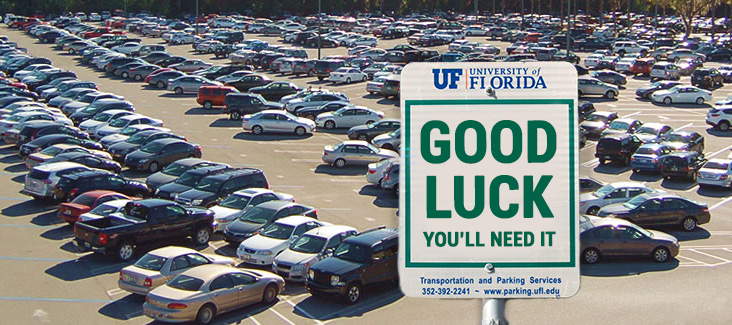 UF UNIVERSITY of
FLORIDA
GOOD
LUCK
YOU'LL NEED IT
Transportation and Parking Services
352-392-2241 ~ www.parking.ufl.edu